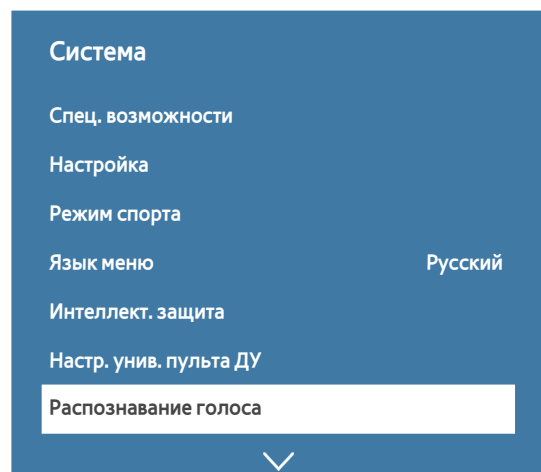 Система
Спец. возможности
Настройка
Режим спорта
Язык меню Русский
Интеллект. защита
Настр. унив. пульта ДУ
Распознавание голоса